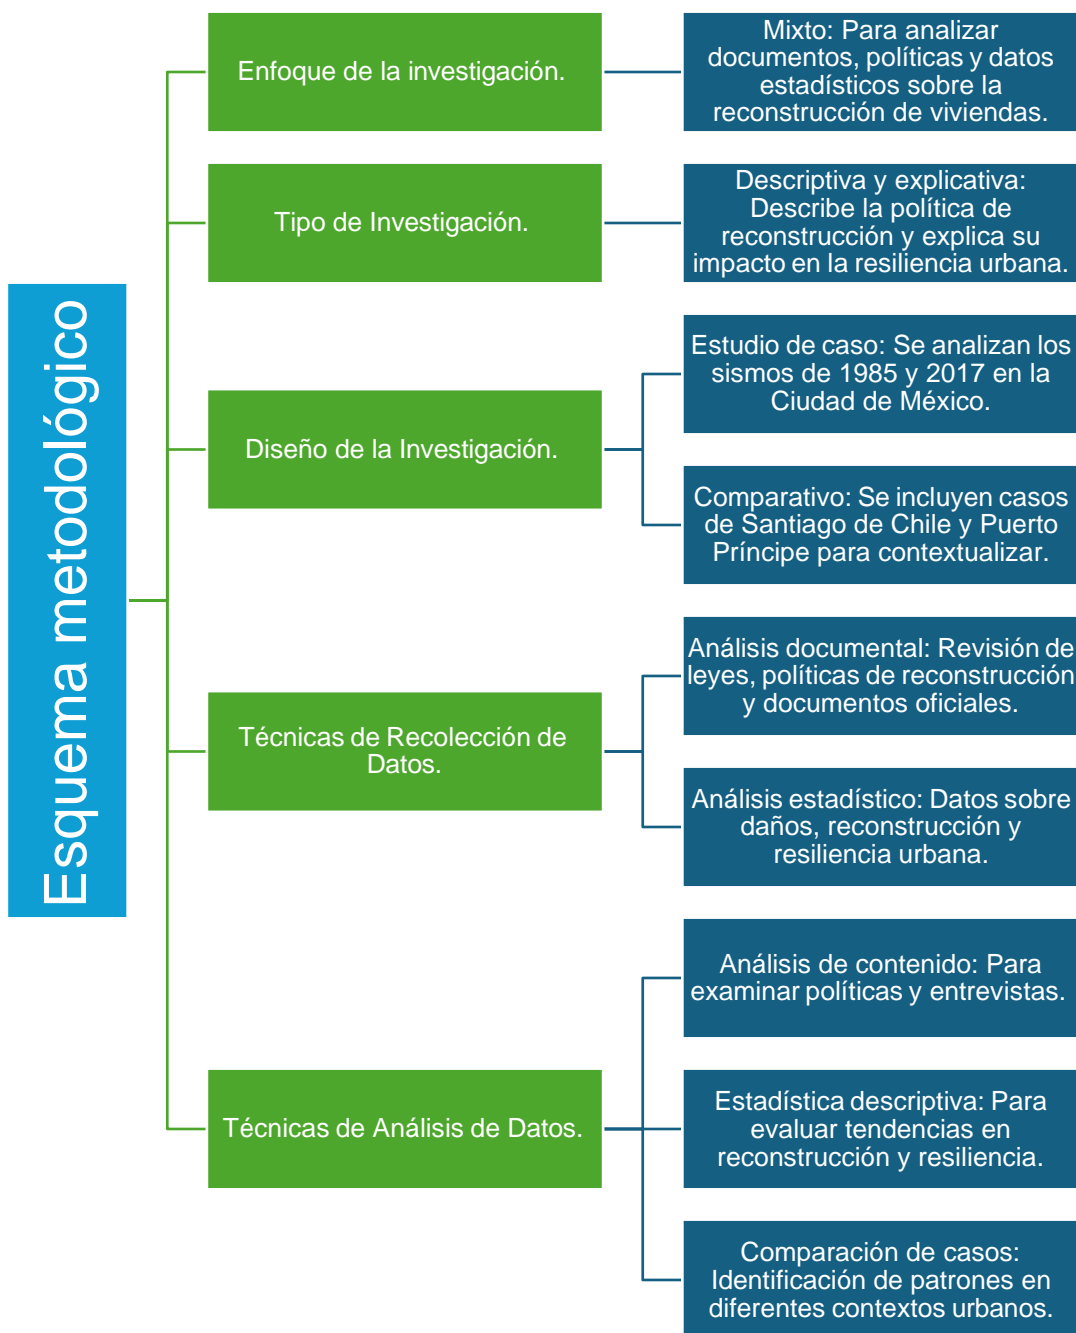 Esquema metodológico
Enfoque de la investigación.
Mixto: Para analizar
documentos, políticas y datos
estadísticos sobre la
reconstrucción de viviendas.
Tipo de Investigación.
Descriptiva y explicativa:
Describe la política de
reconstrucción y explica su
impacto en la resiliencia urbana.
Diseño de la Investigación.
Estudio de caso: Se analizan los
sismos de 1985 y 2017 en la
Ciudad de México.
Comparativo: Se incluyen casos
de Santiago de Chile y Puerto
Príncipe para contextualizar.
Técnicas de Recolección de
Datos.
Análisis documental: Revisión de
leyes, políticas de reconstrucción
y documentos oficiales.
Análisis estadístico: Datos sobre
daños, reconstrucción y
resiliencia urbana.
Técnicas de Análisis de Datos.
Análisis de contenido: Para
examinar políticas y entrevistas.
Estadística descriptiva: Para
evaluar tendencias en
reconstrucción y resiliencia.
Comparación de casos:
Identificación de patrones en
diferentes contextos urbanos.